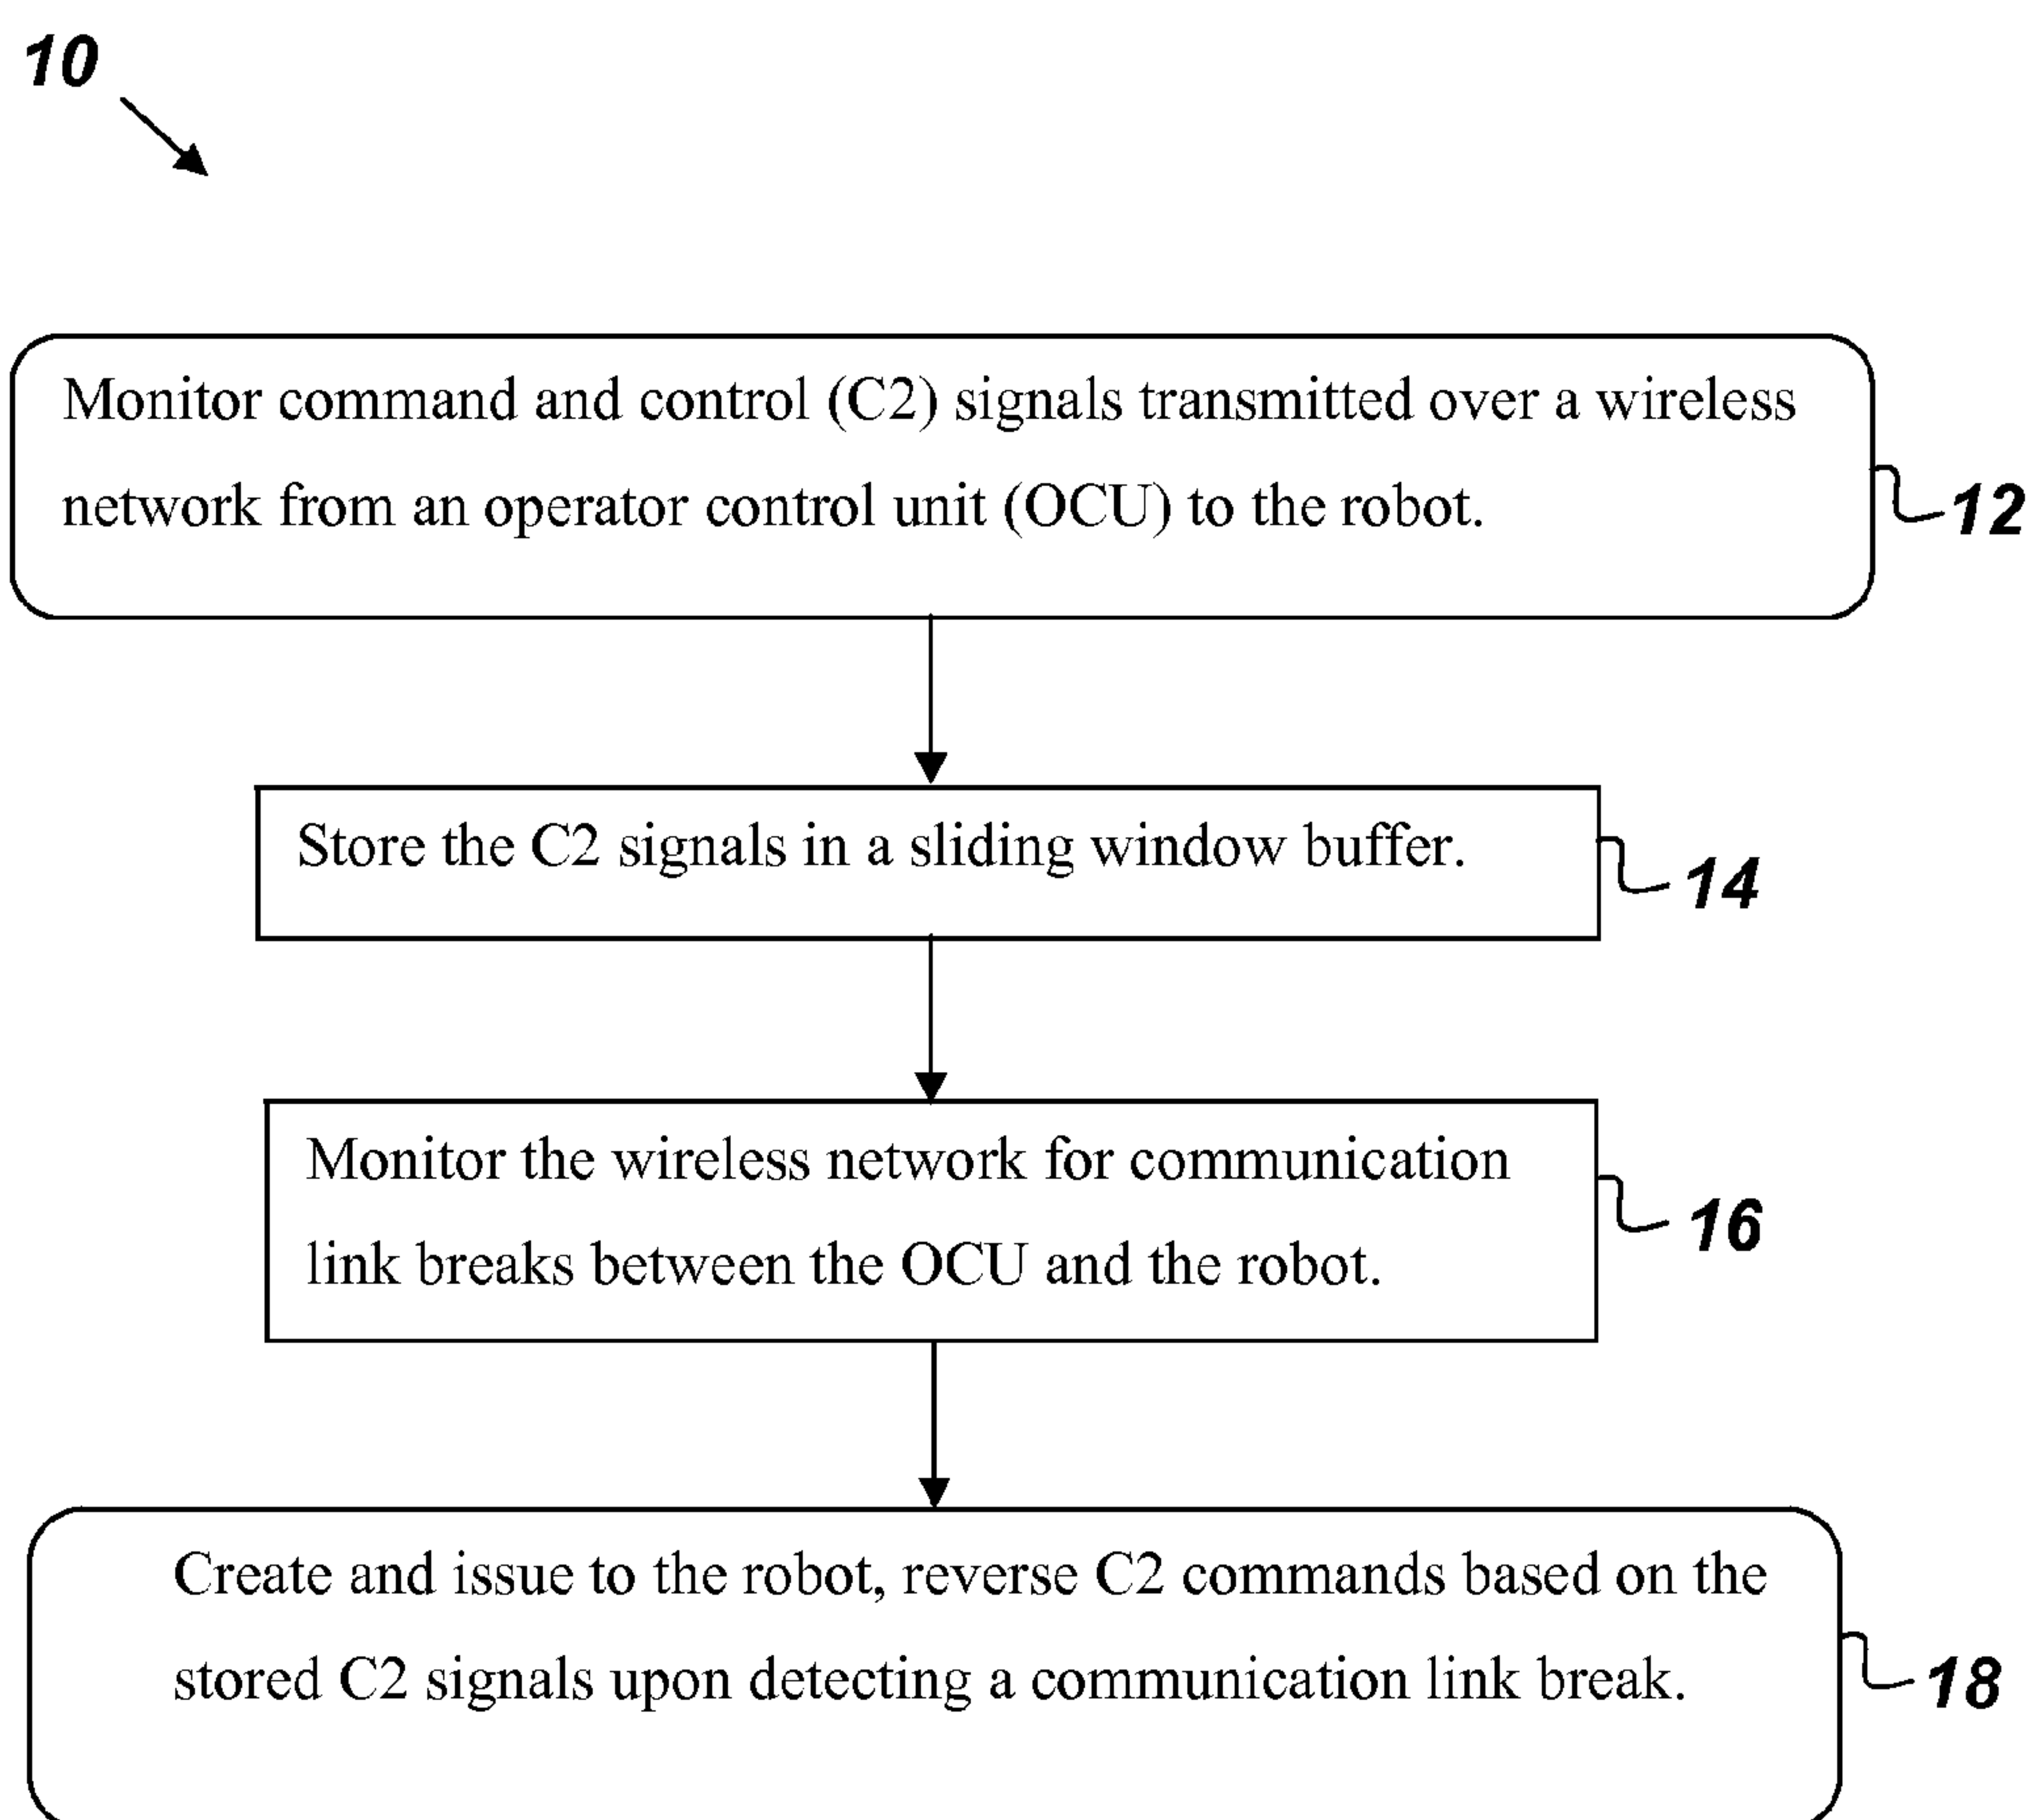 10
Monitor command and control (C2) signals transmitted over a wireless
network from an operator control unit (OCU) to the robot.
12
Store the C2 signals in a sliding window buffer.
14
Monitor the wireless network for communication
link breaks between the OCU and the robot.
16
Create and issue to the robot, reverse C2 commands based on the
stored C2 signals upon detecting a communication link break.
18